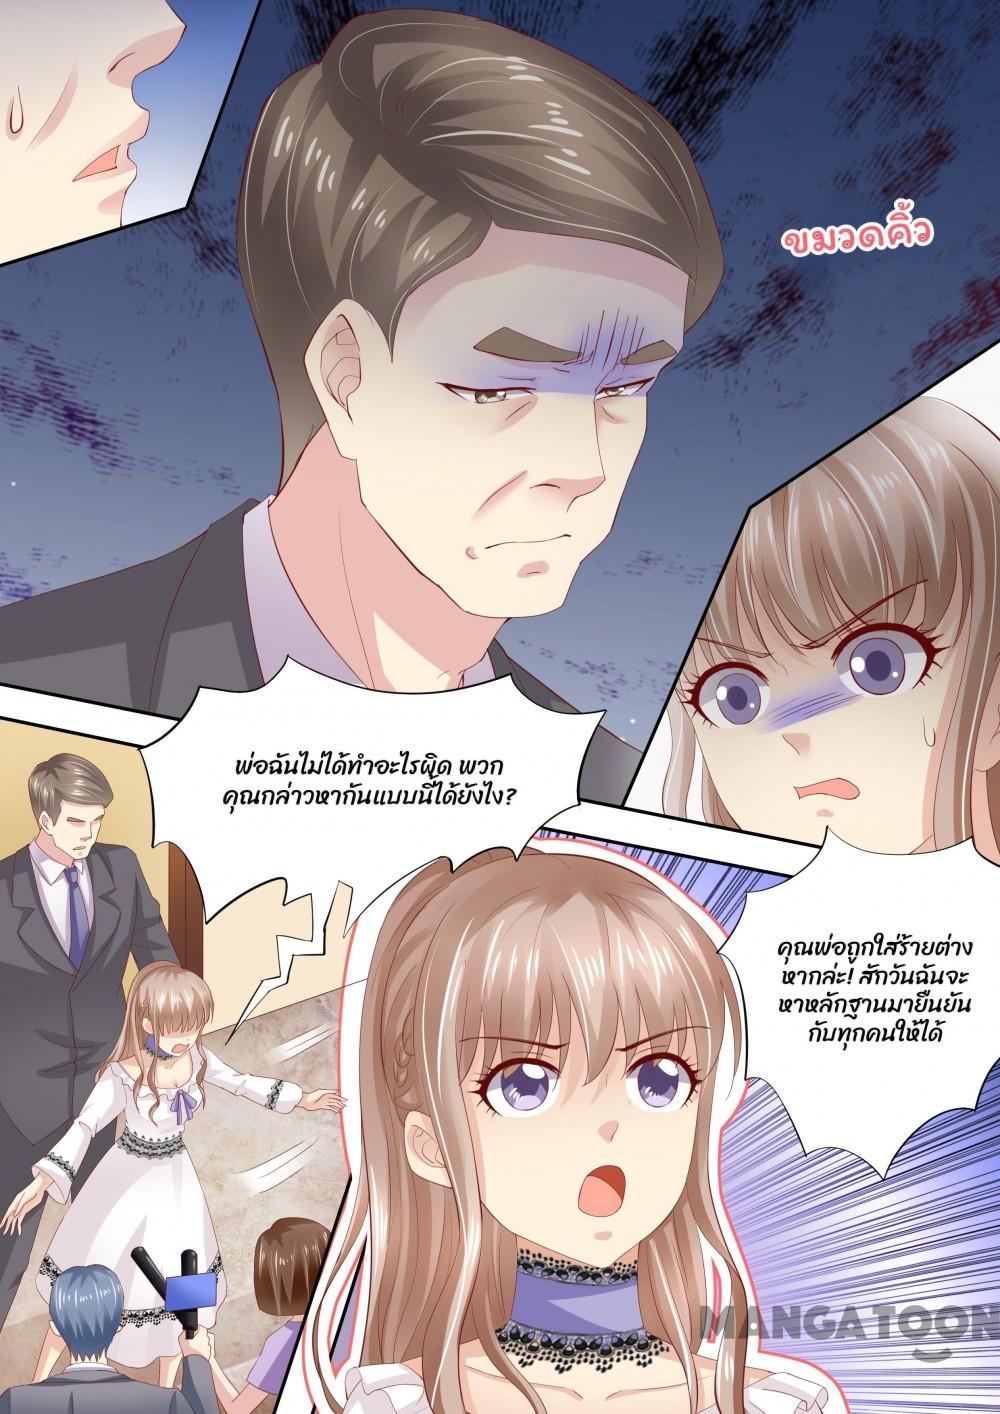 ขมวดคิ้ว
พ่อฉันไม่ได้ทำอะไรผิด พวก
คุณกล่าวหากันแบบนี้ได้ยังไง?
คุณพ่อถูกใส่ร้ายต่าง
หากล่ะ! สักวันฉันจะ
หาหลักฐานมายืนยัน
กับทุกคนให้ได้
MANGATOON